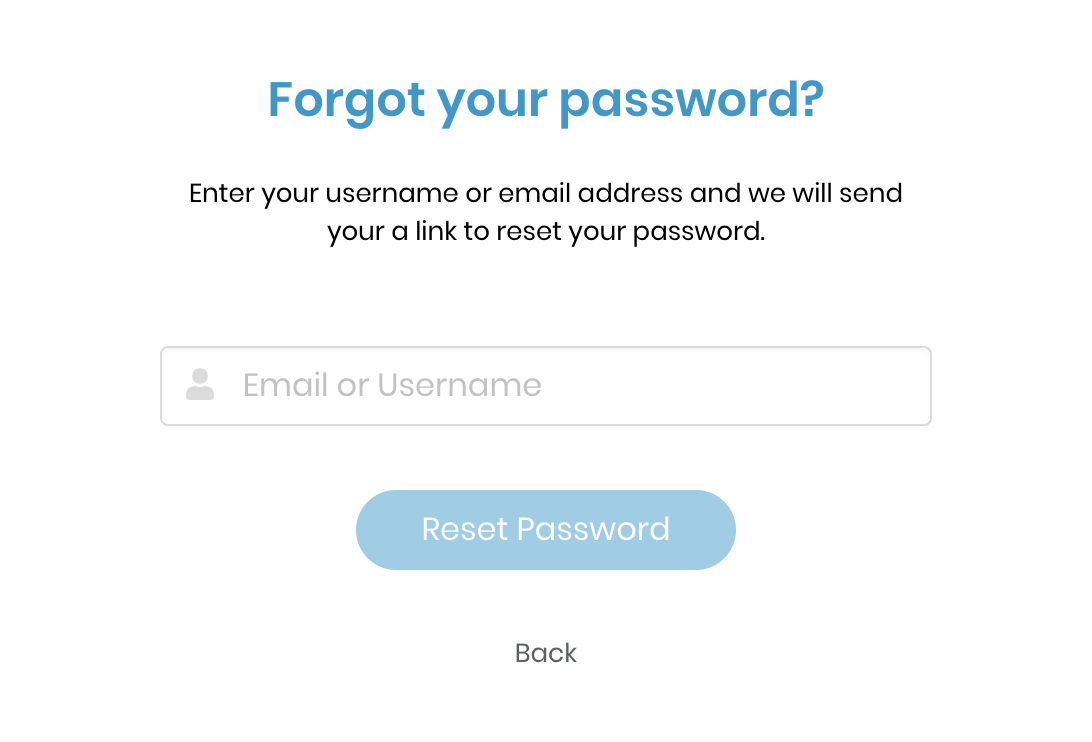 Forgot your password?
Enter your username or email address and we will send
your a link to reset your password.
Email or Username
Reset Password
Back